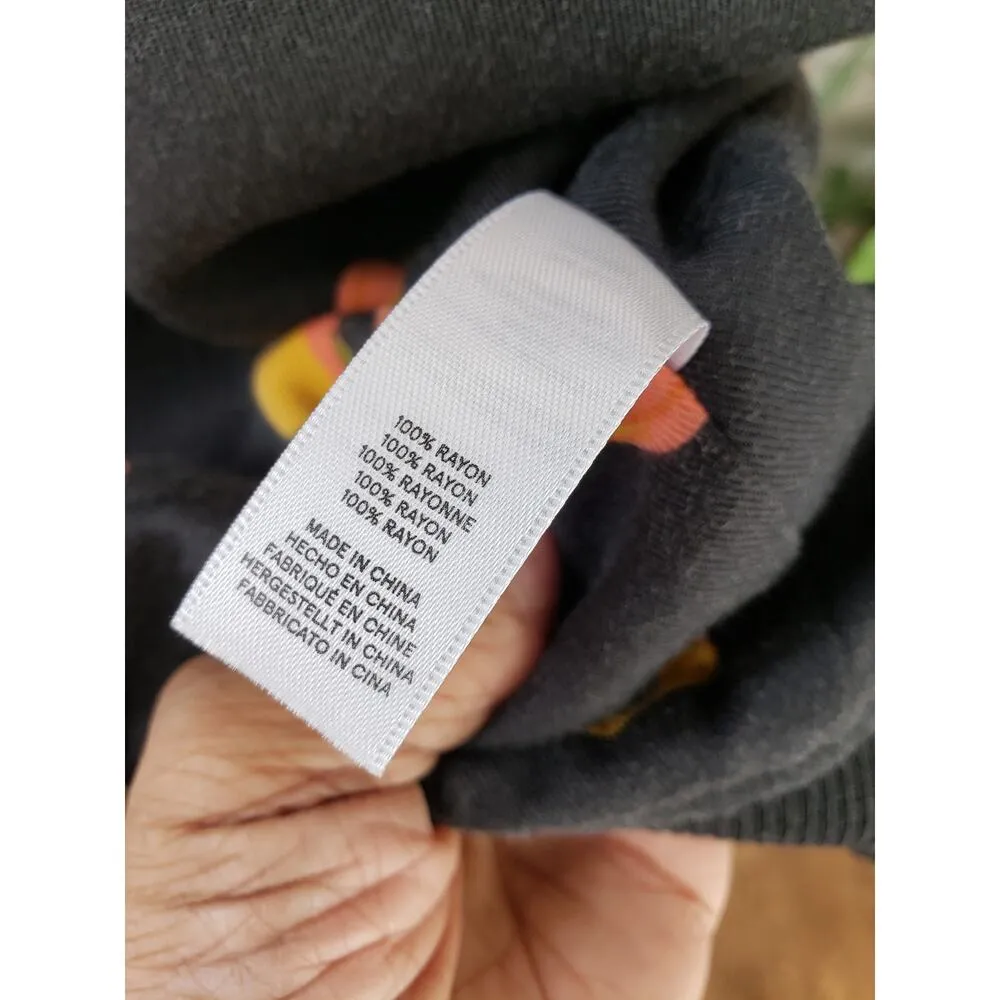 100% RAYON
100% RAYON
100% RAYONNE
100% RAYON
100% RAYON
MADE IN CHINA
HECHO EN CHINA
FABRIQUÉ EN CHINE
HERGESTELLT IN CHINA
FABBRICATO IN CINA